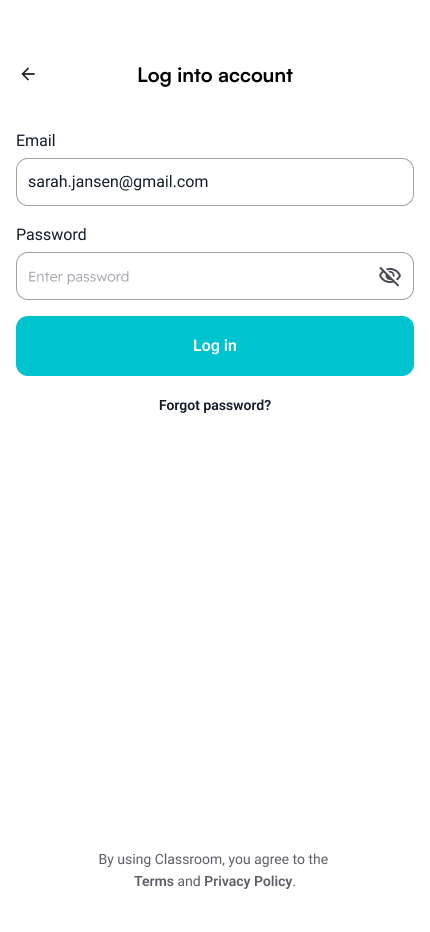 Log into account
Email
sarah.jansen@gmail.com
Password
Enter password
Log in
Forgot password?
By using Classroom, you agree to the
Terms and Privacy Policy.